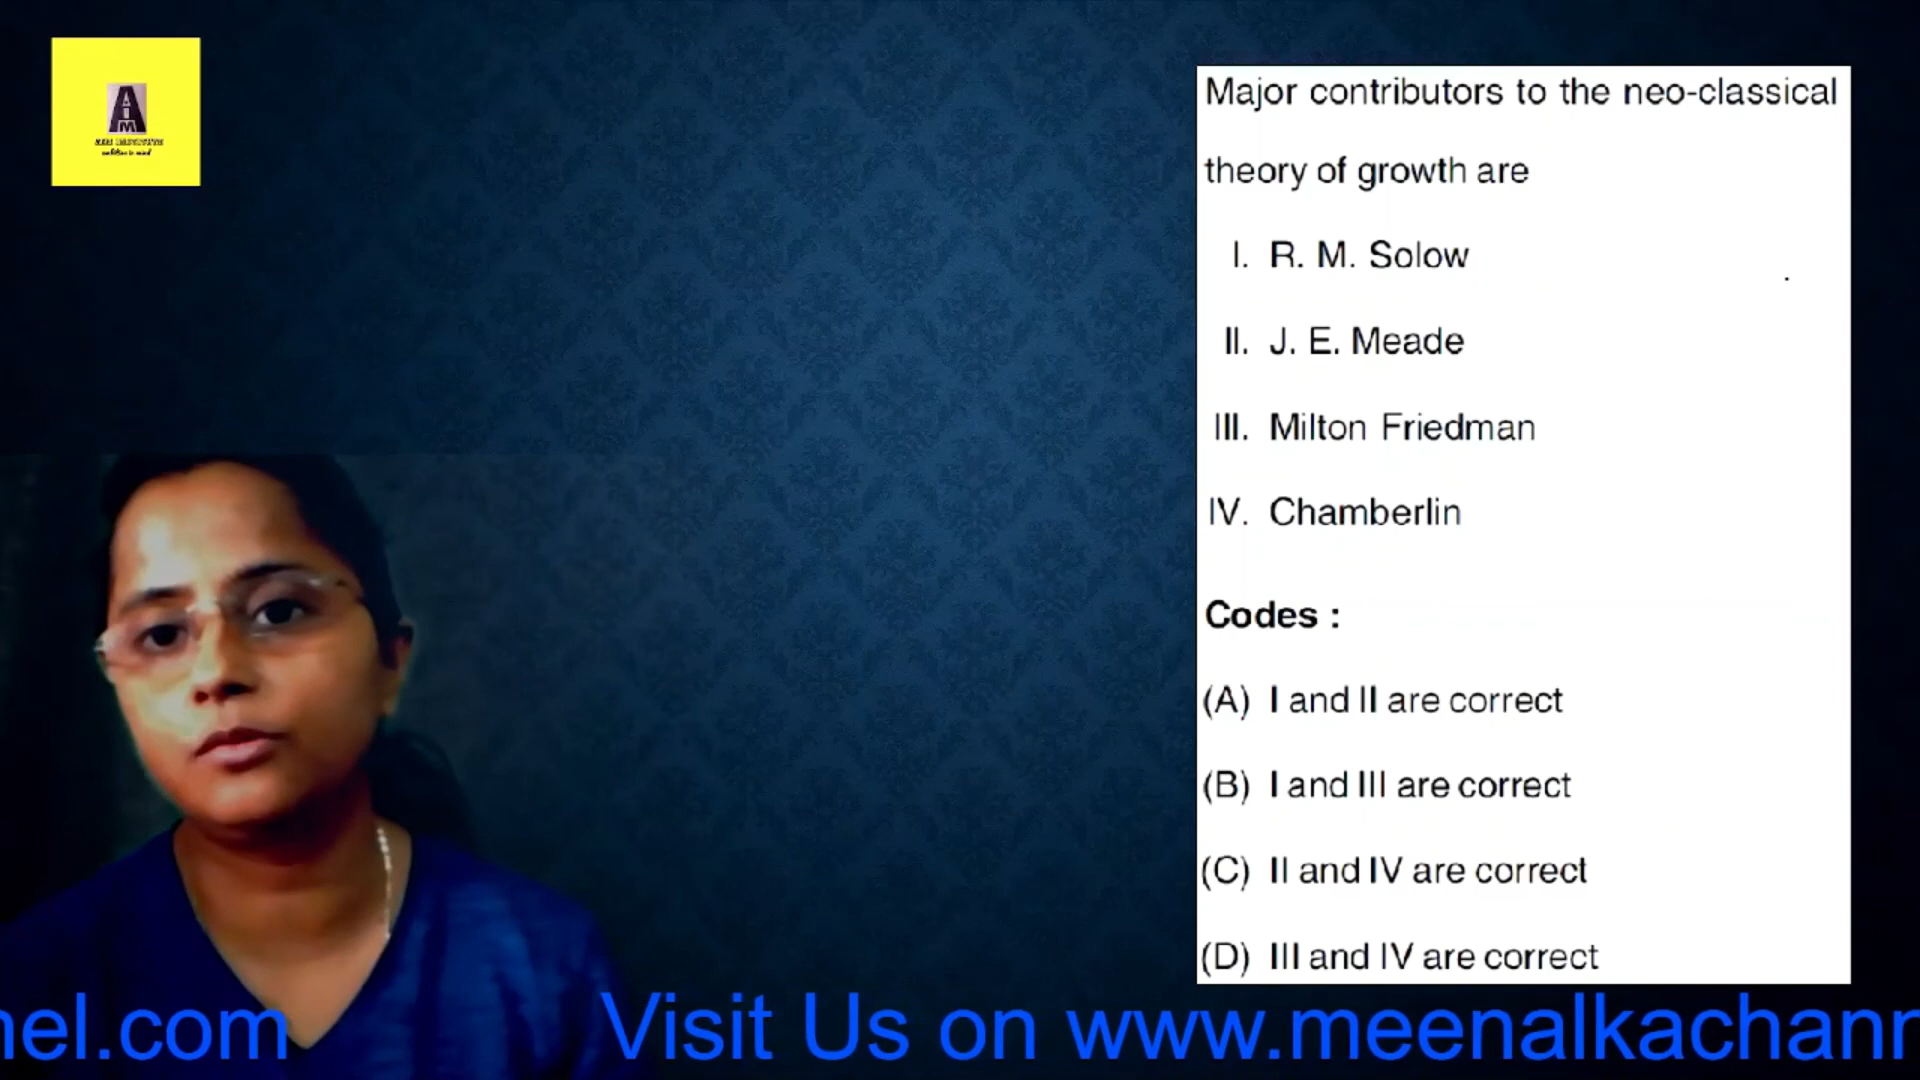 AIM
Major contributors to the neo-classical
theory of growth are
I. R. M. Solow
II. J. E. Meade
III. Milton Friedman
IV. Chamberlin
Codes :
(A) I and II are correct
(B) I and III are correct
(C) II and IV are correct
(D) III and IV are correct
nel.com Visit Us on www.meenalkachann